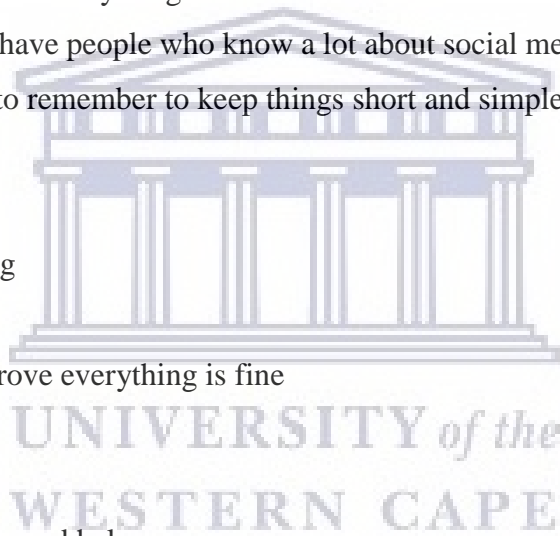 have people who know a lot about social me
to remember to keep things short and simple
g
rove everything is fine
UNIVERSITY of the
WESTERN CAPE